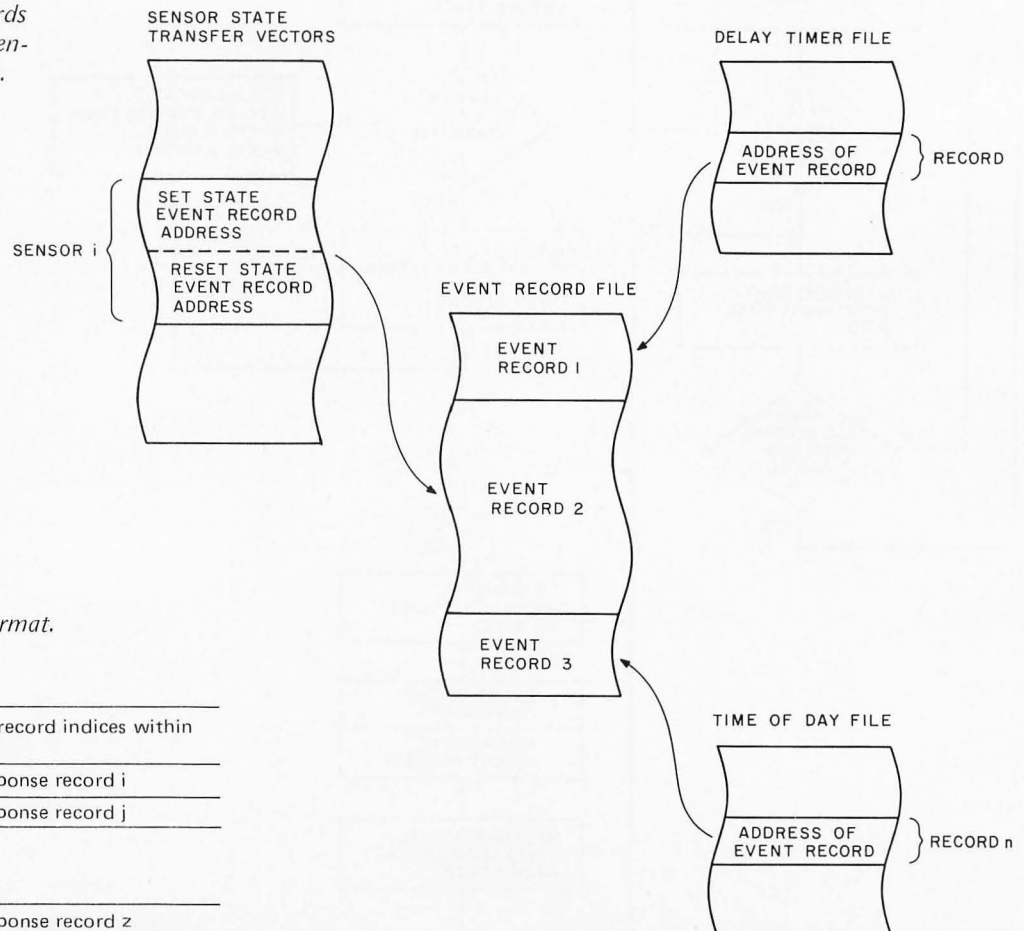 SENSOR STATE
TRANSFER VECTORS
SET STATE
EVENT RECORD
ADDRESS
SENSOR i
RESET STATE
EVENT RECORD
ADDRESS
DELAY TIMER FILE
ADDRESS OF
EVENT RECORD
RECORD
EVENT RECORD FILE
EVENT
RECORD 1
EVENT
RECORD 2
EVENT
RECORD 3
TIME OF DAY FILE
ADDRESS OF
EVENT RECORD
RECORD n
rds
en-
.
rmat.
record indices within
ponse record i
ponse record j
ponse record z